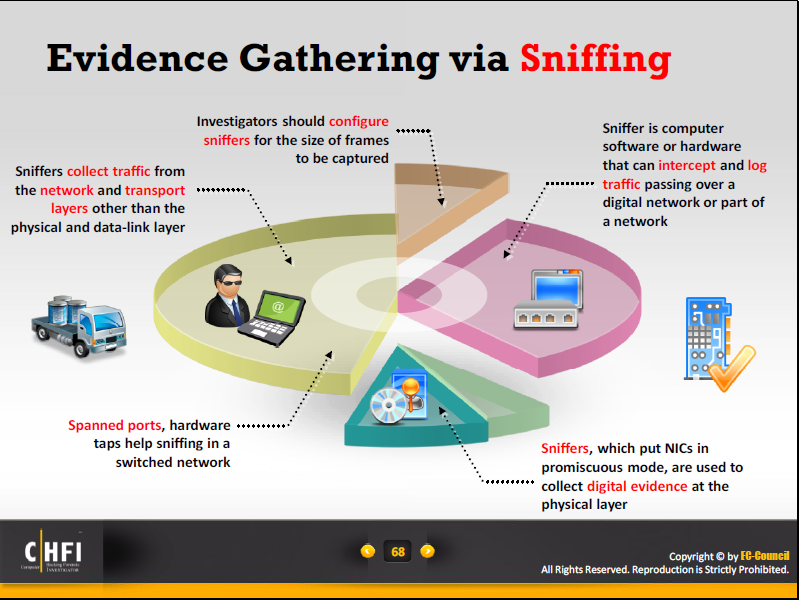 Evidence Gathering via Sniffing
Investigators should configure
sniffers for the size of frames
to be captured
Sniffer is computer
software or hardware
that can intercept and log
traffic passing over a
digital network or part of
a network
Sniffers collect traffic from
the network and transport
layers other than the
physical and data-link layer
@
Spanned ports, hardware
taps help sniffing in a
switched network
Sniffers, which put NICs in
promiscuous mode, are used to
collect digital evidence at the
physical layer
CHFI
Computer Hacking Forensic
INVESTIGATOR
68
Copyright © by EC-Council
All Rights Reserved. Reproduction is Strictly Prohibited.